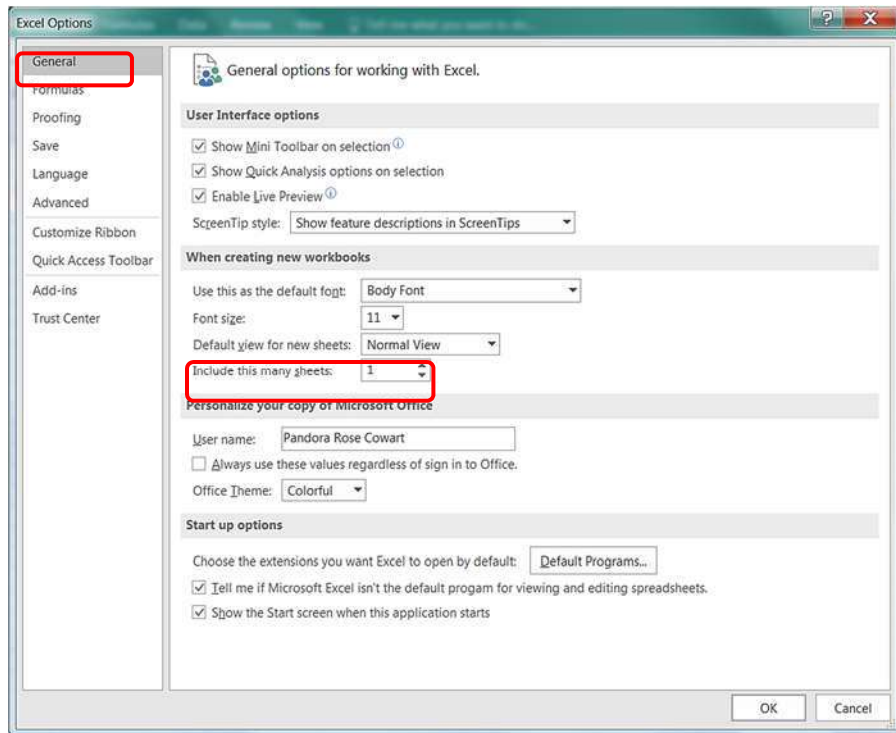 Excel Options
Tell me what you want to do...
General
Formulas
Proofing
Save
Language
Advanced
Customize Ribbon
Quick Access Toolbar
Add-ins
Trust Center
General options for working with Excel.
User Interface options
Show Mini Toolbar on selection
Show Quick Analysis options on selection
Enable Live Preview
ScreenTip style: Show feature descriptions in ScreenTips
When creating new workbooks
Use this as the default font: Body Font
Font size: 11
Default view for new sheets: Normal View
Include this many sheets: 1
Personalize your copy of Microsoft Office
User name: Pandora Rose Cowart
Always use these values regardless of sign in to Office.
Office Theme: Colorful
Start up options
Choose the extensions you want Excel to open by default: Default Programs...
Tell me if Microsoft Excel isn't the default progam for viewing and editing spreadsheets.
Show the Start screen when this application starts
OK Cancel